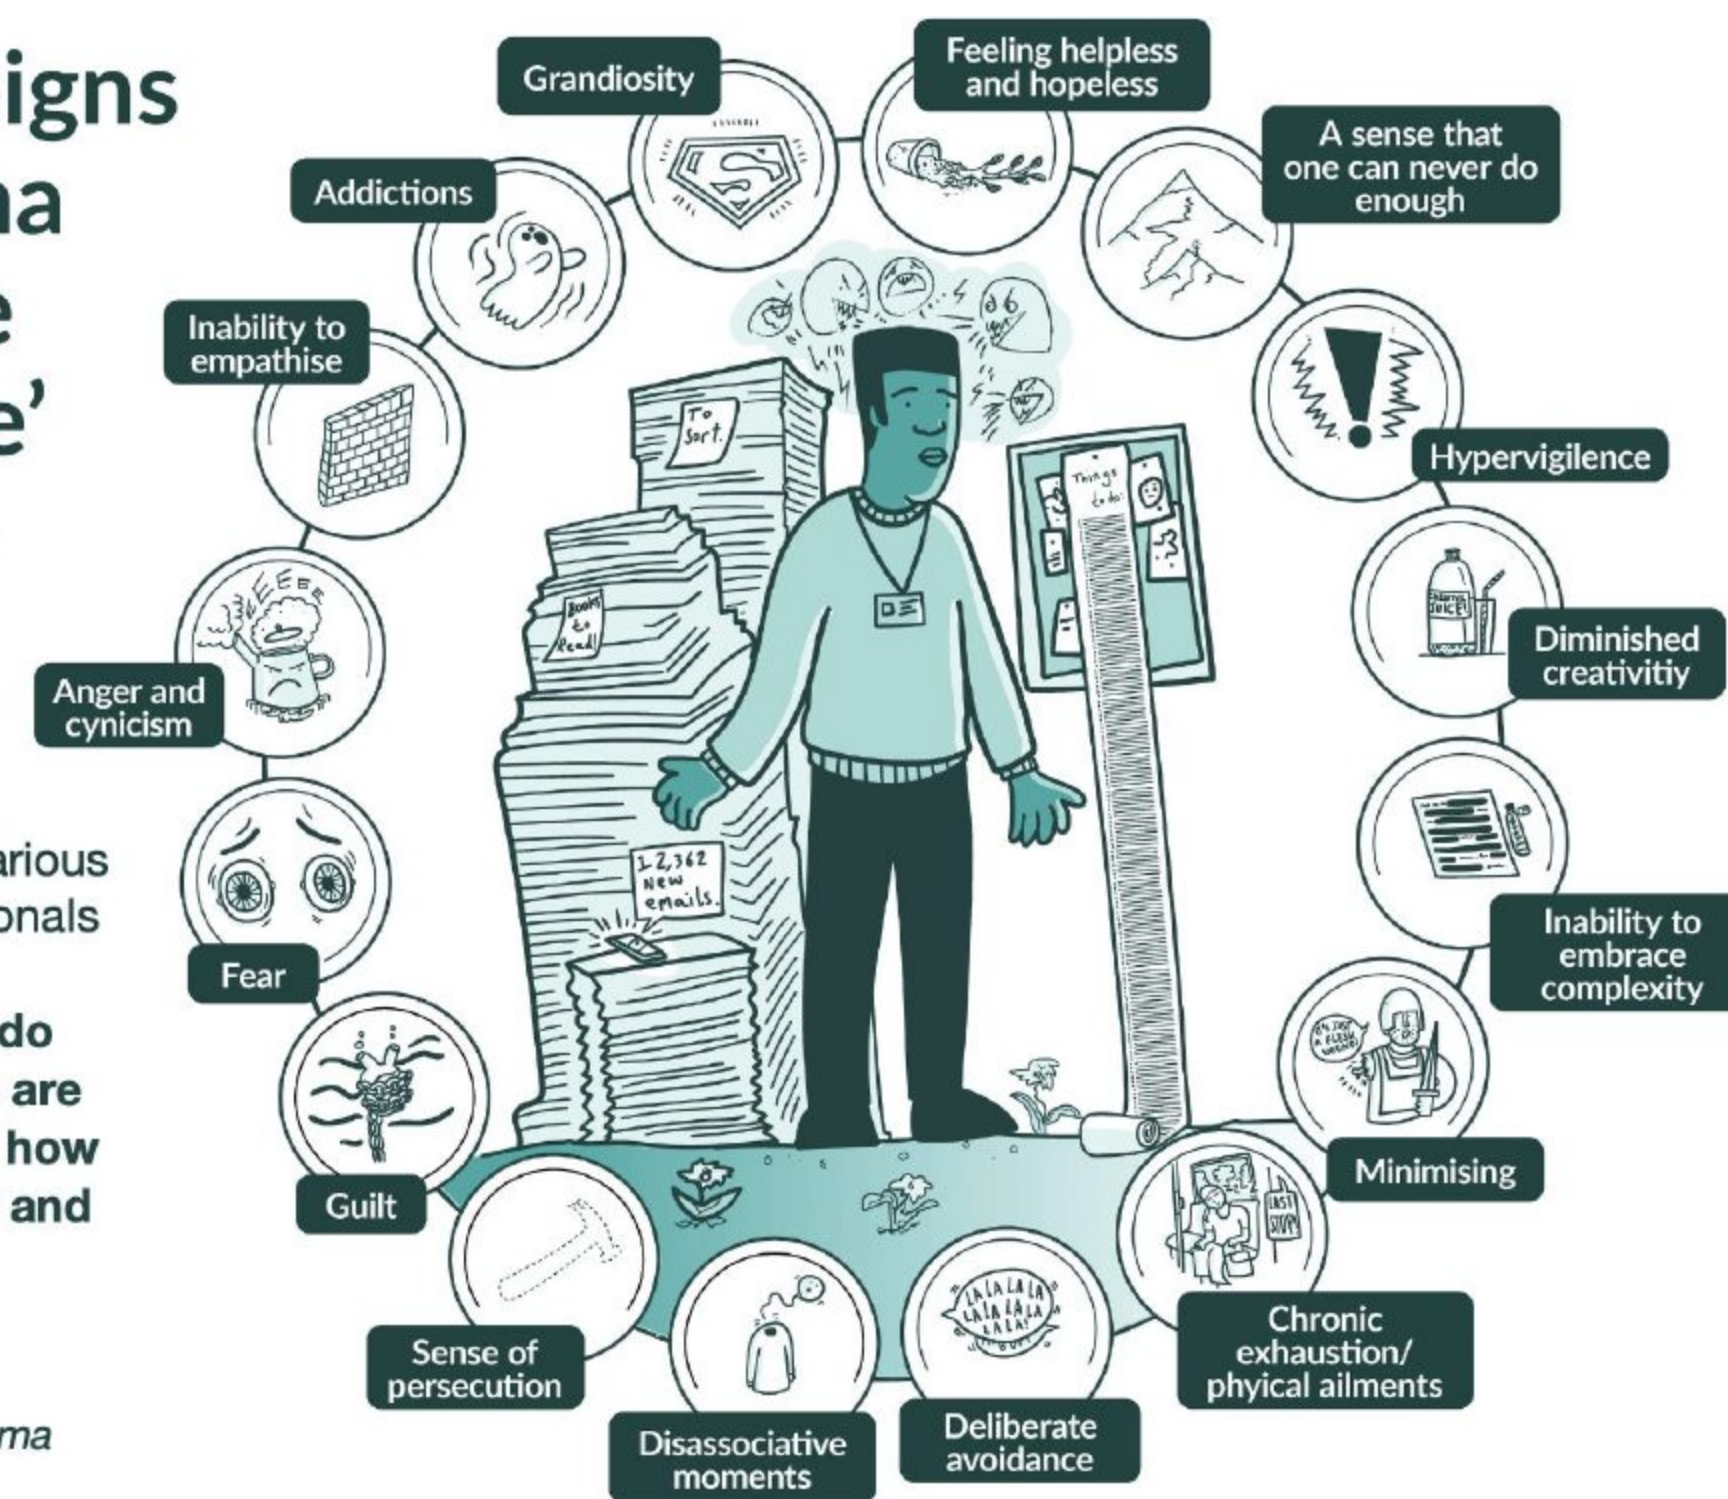 igns
na
e
e'
arious
onals
do
are
how
and
ma
Grandiosity
Feeling helpless
and hopeless
A sense that
one can never do
enough
Addictions
Inability to
empathise
Hypervigilence
Anger and
cynicism
Diminished
creativitiy
Fear
Inability to
embrace
complexity
Guilt
Minimising
Sense of
persecution
Disassociative
moments
Deliberate
avoidance
Chronic
exhaustion/
phyical ailments
To
Sort.
Books
to
Read!
12,362
New
emails.
Things
to do:
JUICE
LAST
STOP!
LA LA LA LA
LA LA LA LA
LA LA!
A FLESH